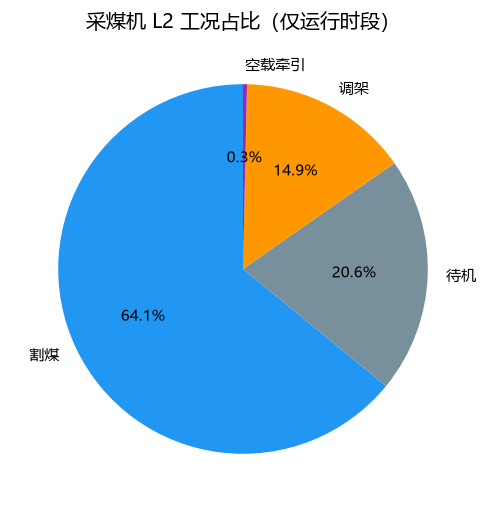 采煤机 L2 工况占比（仅运行时段）
空载牵引
调架
0.3%
14.9%
20.6%
待机
64.1%
割煤